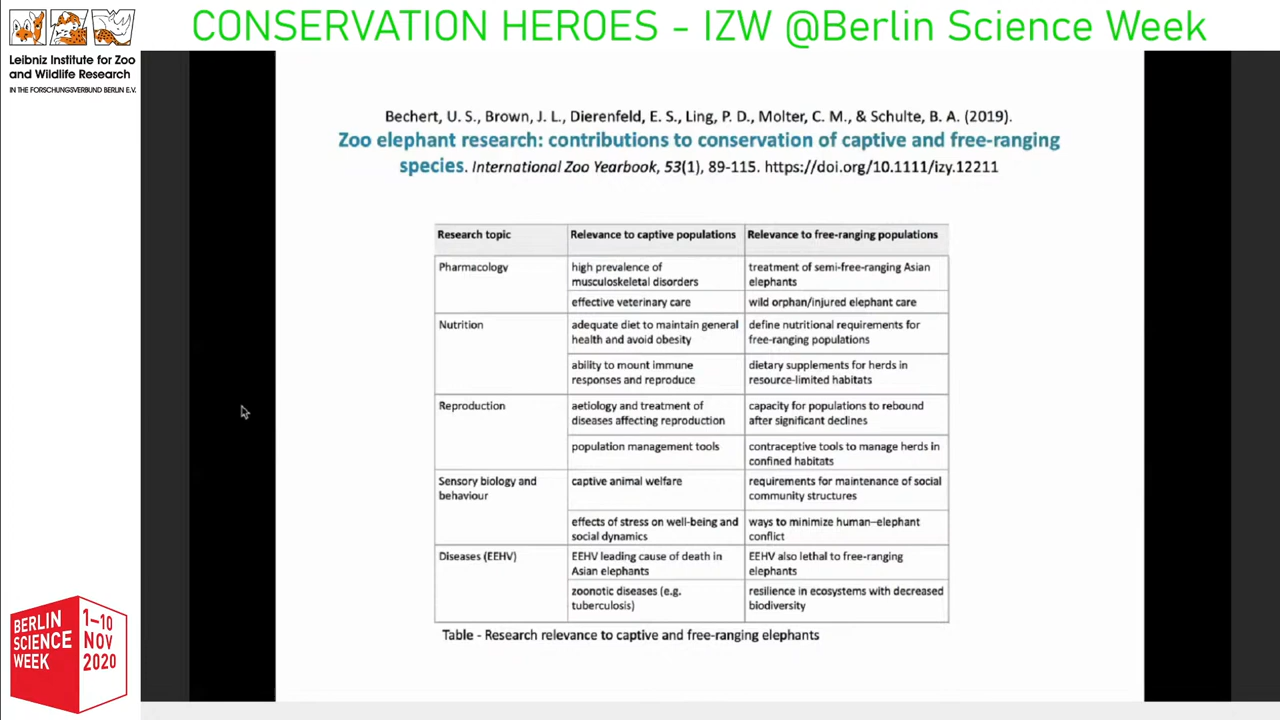 CONSERVATION HEROES - IZW @Berlin Science Week
Leibniz Institute for Zoo
and Wildlife Research
IN THE FORSCHUNGSVERBUND BERLIN E.V.
Bechert, U. S., Brown, J. L., Dierenfeld, E. S., Ling, P. D., Molter, C. M., & Schulte, B. A. (2019).
Zoo elephant research: contributions to conservation of captive and free-ranging
species. International Zoo Yearbook, 53(1), 89-115. https://doi.org/10.1111/izy.12211
Research topic
Relevance to captive populations
Relevance to free-ranging populations
Pharmacology
high prevalence of
musculoskeletal disorders
treatment of semi-free-ranging Asian
elephants
effective veterinary care
wild orphan/injured elephant care
Nutrition
adequate diet to maintain general
health and avoid obesity
define nutritional requirements for
free-ranging populations
ability to mount immune
responses and reproduce
dietary supplements for herds in
resource-limited habitats
Reproduction
aetiology and treatment of
diseases affecting reproduction
capacity for populations to rebound
after significant declines
population management tools
contraceptive tools to manage herds in
confined habitats
Sensory biology and
behaviour
captive animal welfare
requirements for maintenance of social
community structures
effects of stress on well-being and
social dynamics
ways to minimize human–elephant
conflict
Diseases (EEHV)
EEHV leading cause of death in
Asian elephants
EEHV also lethal to free-ranging
elephants
zoonotic diseases (e.g.
tuberculosis)
resilience in ecosystems with decreased
biodiversity
Table - Research relevance to captive and free-ranging elephants
BERLIN
SCIENCE
WEEK
1–10
NOV
2020